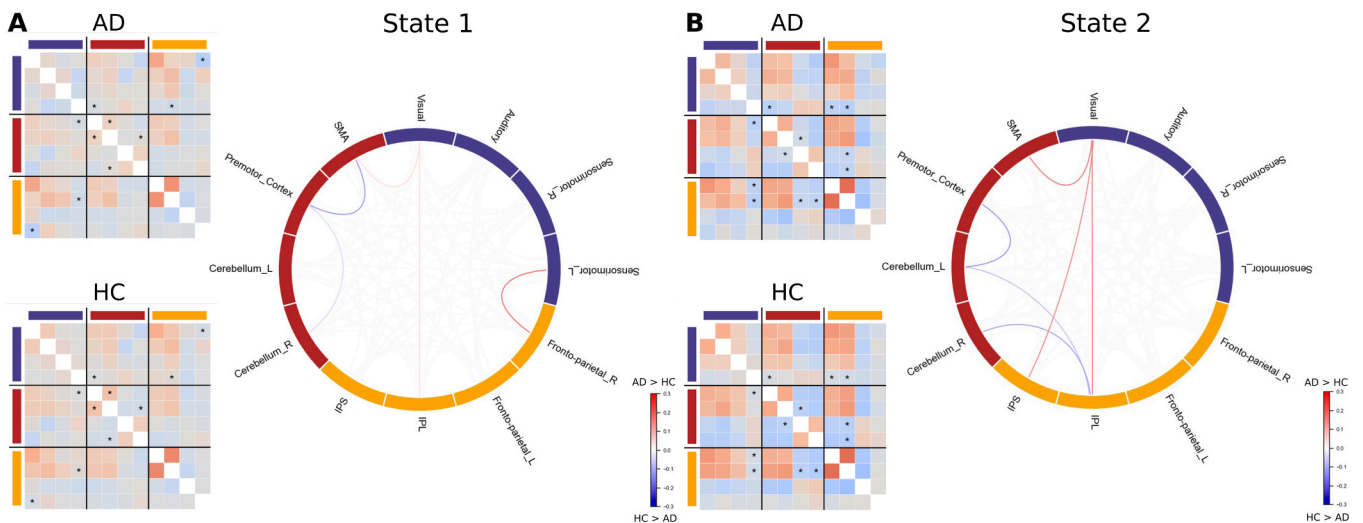 A
AD
State 1
HC
Visual
Auditory
Sensorimotor_R
Sensorimotor_L
Fronto-parietal_R
Fronto-parietal_L
IPL
SPL
Cerebellum_R
Cerebellum_L
Premotor_Cortex
SMA
AD > HC
0.3
0.2
0.1
0.0
−0.1
−0.2
−0.3
HC > AD
B
AD
State 2
HC
Visual
Auditory
Sensorimotor_R
Sensorimotor_L
Fronto-parietal_R
Fronto-parietal_L
IPL
SPL
Cerebellum_R
Cerebellum_L
Premotor_Cortex
SMA
AD > HC
0.3
0.2
0.1
0.0
−0.1
−0.2
−0.3
HC > AD